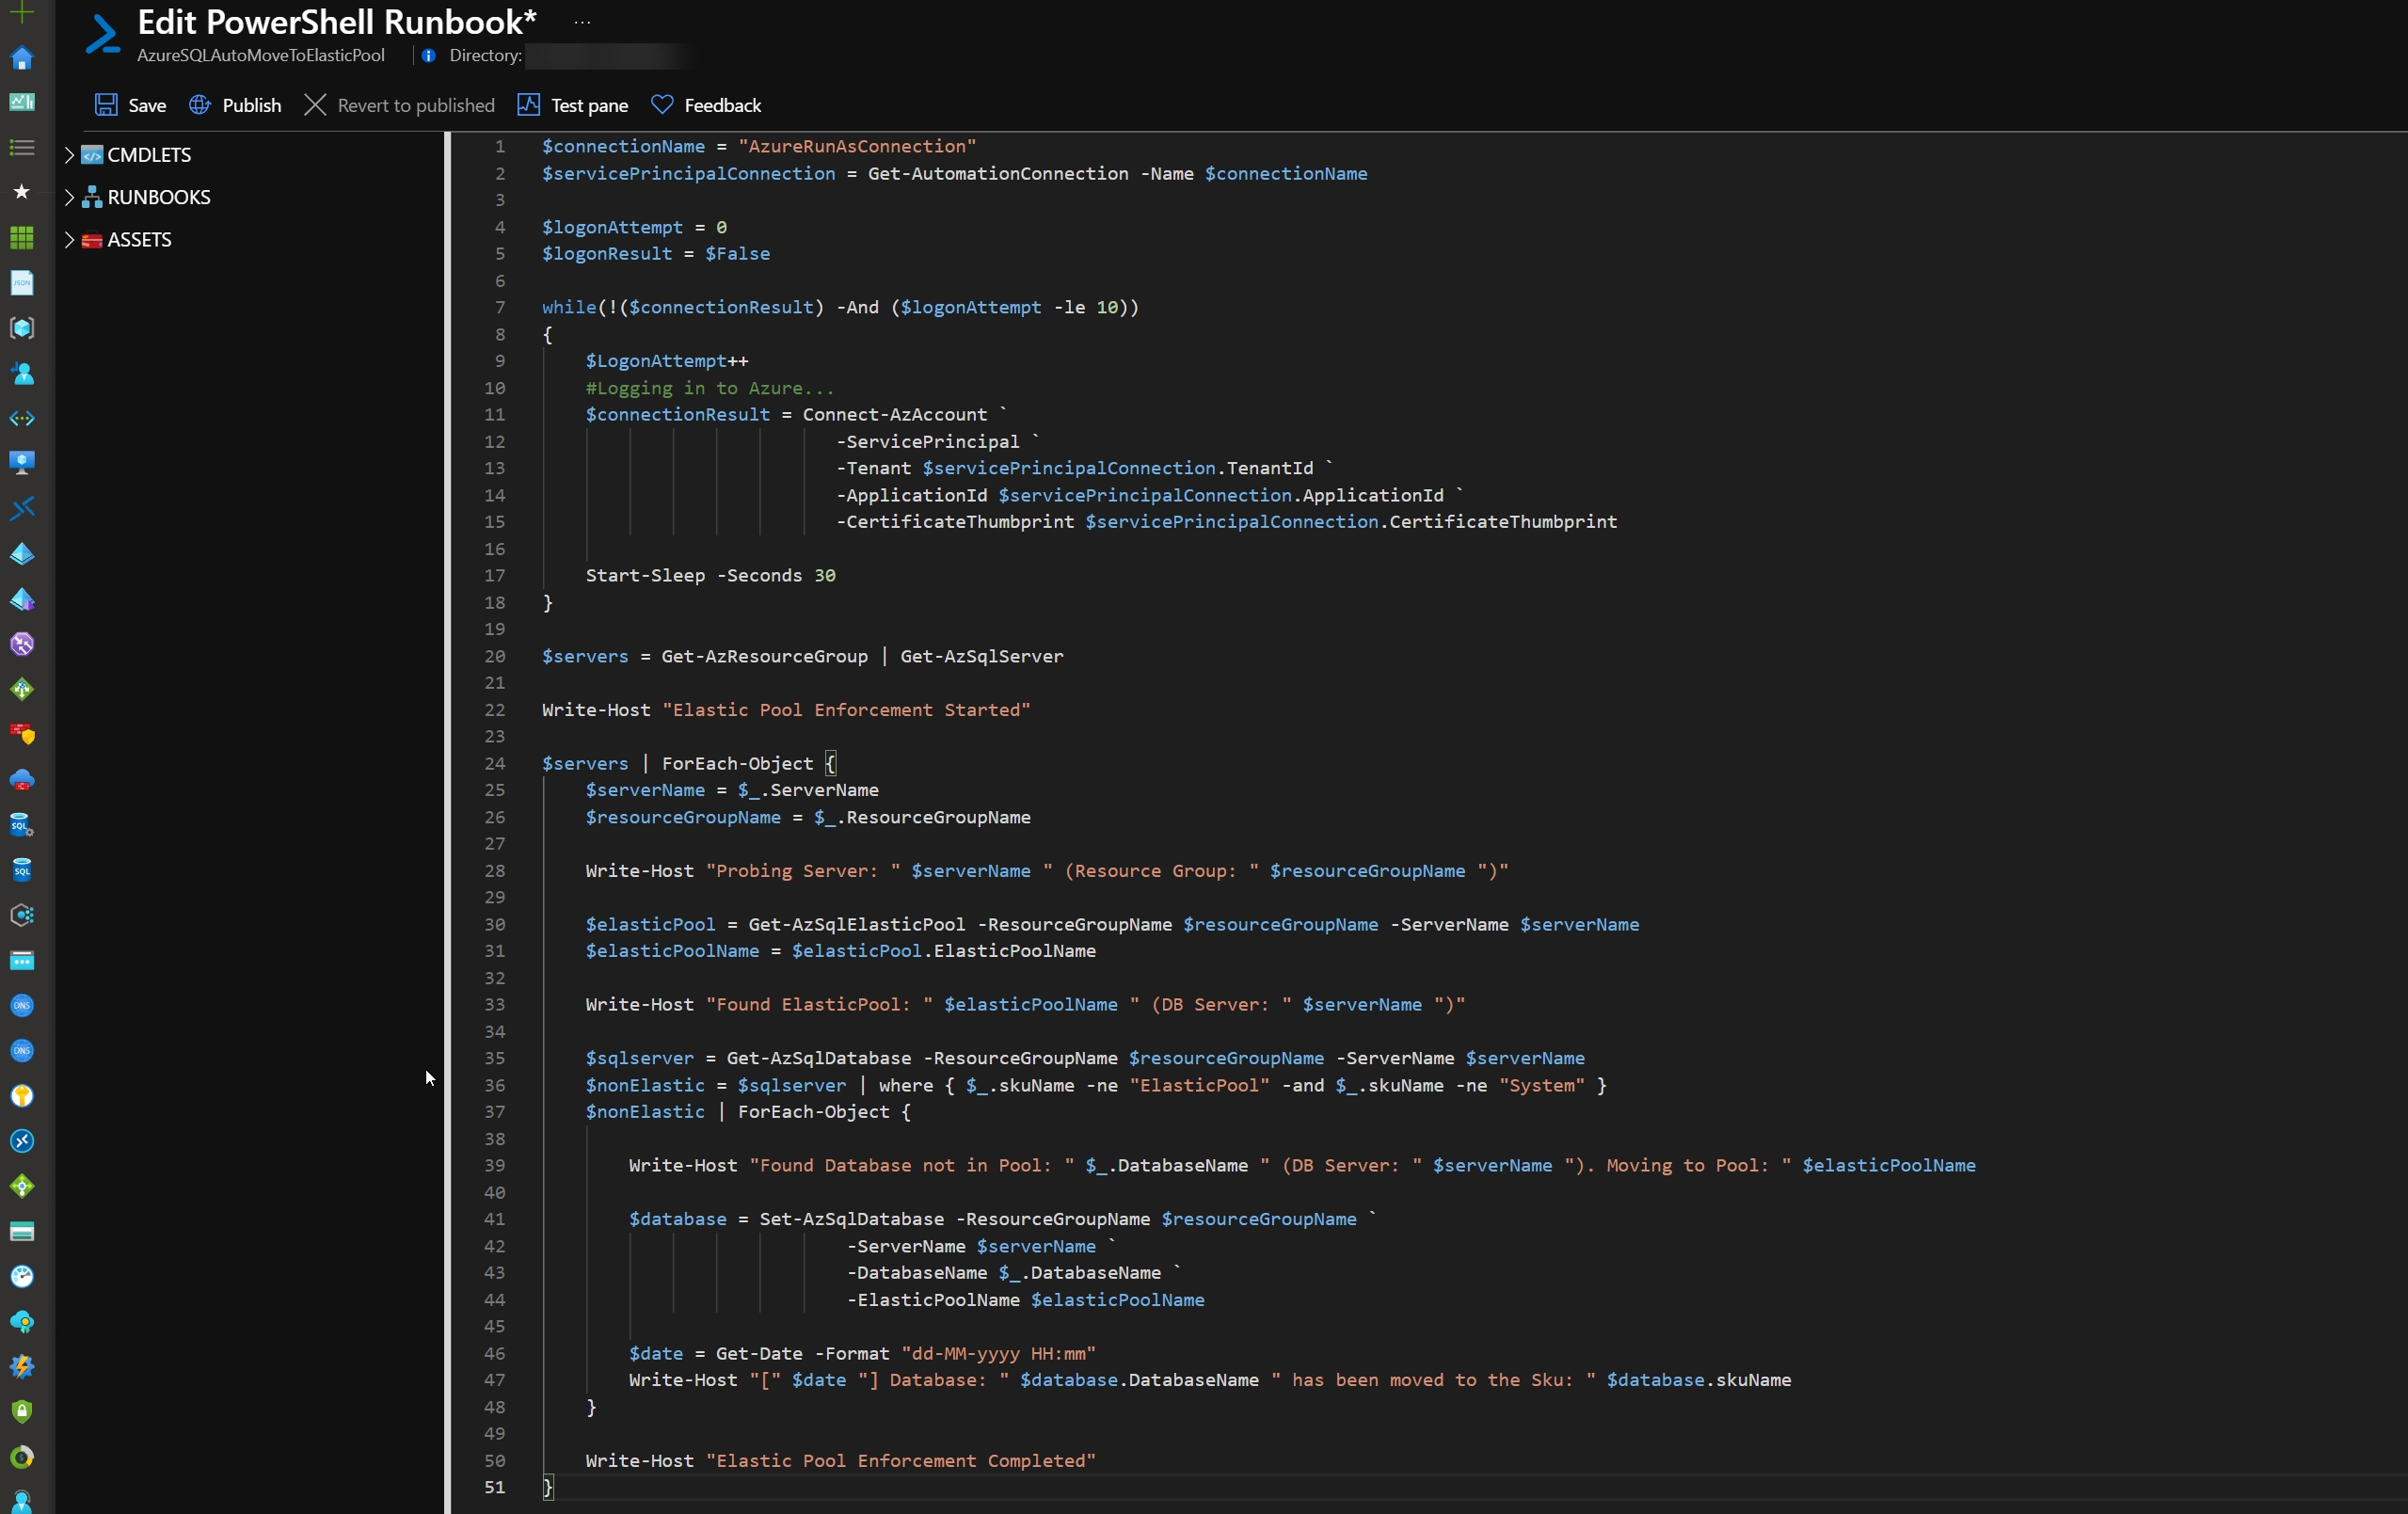 Edit PowerShell Runbook* ...
AzureSQLAutoMoveToElasticPool Directory:
Save Publish Revert to published Test pane Feedback
CMDLETS
RUNBOOKS
ASSETS
1 $connectionName = "AzureRunAsConnection"
2 $servicePrincipalConnection = Get-AutomationConnection -Name $connectionName
3
4 $logonAttempt = 0
5 $logonResult = $False
6
7 while(!($connectionResult) -And ($logonAttempt -le 10))
8 {
9     $LogonAttempt++
10     #Logging in to Azure...
11     $connectionResult = Connect-AzAccount `
12                            -ServicePrincipal `
13                            -Tenant $servicePrincipalConnection.TenantId `
14                            -ApplicationId $servicePrincipalConnection.ApplicationId `
15                            -CertificateThumbprint $servicePrincipalConnection.CertificateThumbprint
16
17     Start-Sleep -Seconds 30
18 }
19
20 $servers = Get-AzResourceGroup | Get-AzSqlServer
21
22 Write-Host "Elastic Pool Enforcement Started"
23
24 $servers | ForEach-Object {
25     $serverName = $_.ServerName
26     $resourceGroupName = $_.ResourceGroupName
27
28     Write-Host "Probing Server: " $serverName " (Resource Group: " $resourceGroupName ")"
29
30     $elasticPool = Get-AzSqlElasticPool -ResourceGroupName $resourceGroupName -ServerName $serverName
31     $elasticPoolName = $elasticPool.ElasticPoolName
32
33     Write-Host "Found ElasticPool: " $elasticPoolName " (DB Server: " $serverName ")"
34
35     $sqlserver = Get-AzSqlDatabase -ResourceGroupName $resourceGroupName -ServerName $serverName
36     $nonElastic = $sqlserver | where { $_.skuName -ne "ElasticPool" -and $_.skuName -ne "System" }
37     $nonElastic | ForEach-Object {
38
39         Write-Host "Found Database not in Pool: " $_.DatabaseName " (DB Server: " $serverName "). Moving to Pool: " $elasticPoolName
40
41         $database = Set-AzSqlDatabase -ResourceGroupName $resourceGroupName `
42                             -ServerName $serverName `
43                             -DatabaseName $_.DatabaseName `
44                             -ElasticPoolName $elasticPoolName
45
46         $date = Get-Date -Format "dd-MM-yyyy HH:mm"
47         Write-Host "[" $date "] Database: " $database.DatabaseName " has been moved to the Sku: " $database.skuName
48     }
49
50     Write-Host "Elastic Pool Enforcement Completed"
51 }
JSON
SQL
SQL
DNS
DNS